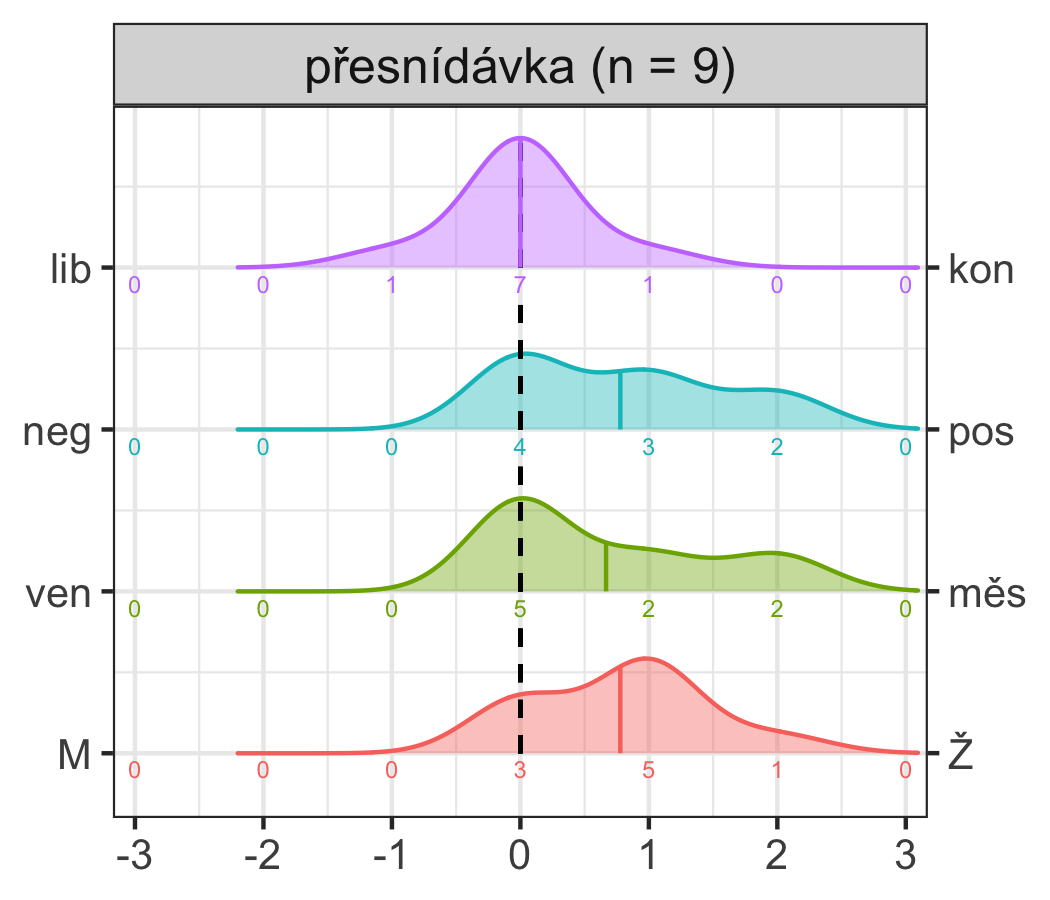 přesnídávka (n = 9)
lib kon
0 0 1 7 1 0 0
neg pos
0 0 0 4 3 2 0
ven měs
0 0 0 5 2 2 0
M Ž
0 0 0 3 5 1 0
-3 -2 -1 0 1 2 3